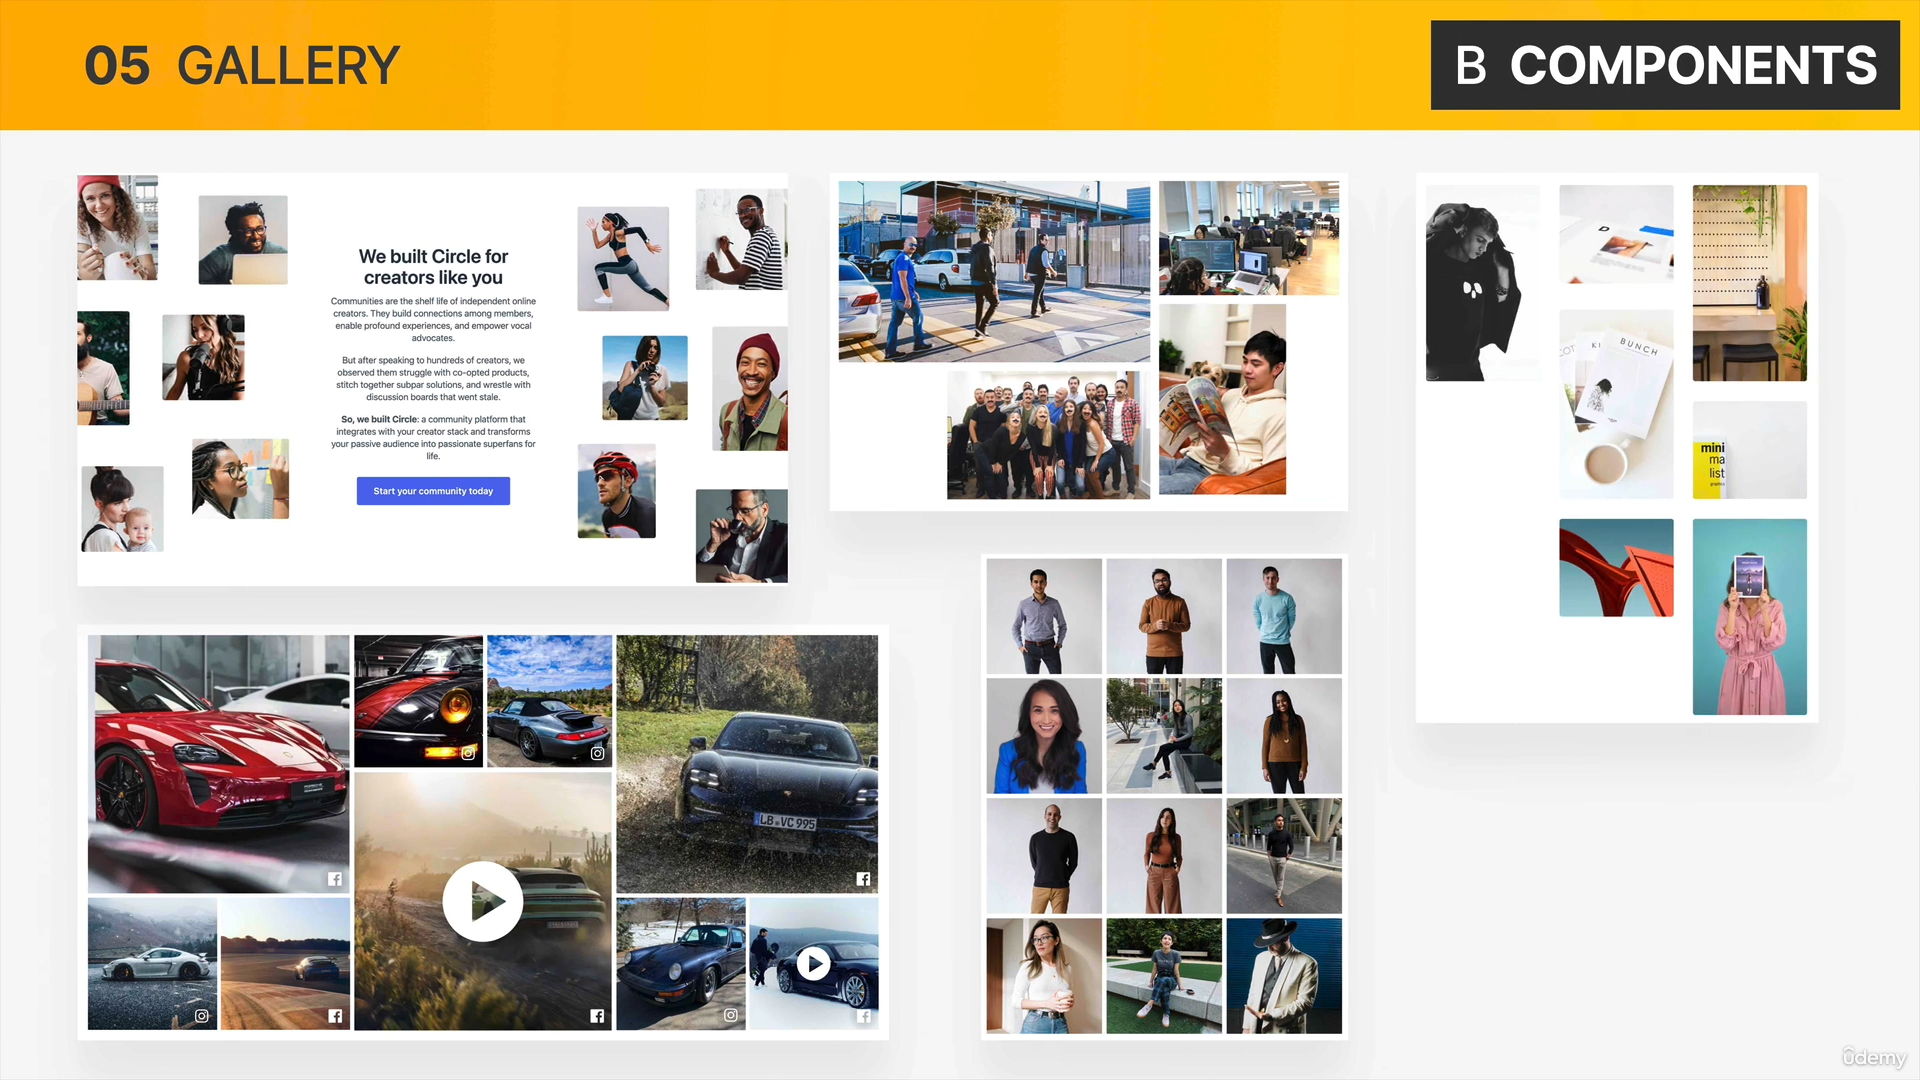 05 GALLERY
B COMPONENTS
We built Circle for
creators like you
Communities are the shelf life of independent online
creators. They build connections among members,
enable profound experiences, and empower vocal
advocates.
But after speaking to hundreds of creators, we
observed them struggle with co-opted products,
stitch together subpar solutions, and wrestle with
discussion boards that went stale.
So, we built Circle: a community platform that
integrates with your creator stack and transforms
your passive audience into passionate superfans for
life.
Start your community today
D
BUNCH
mini
ma
list
LB VC 995
ûdemy